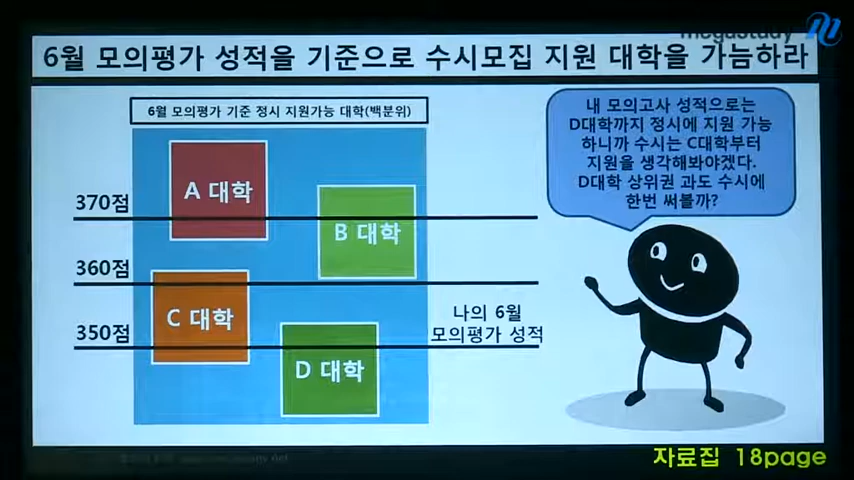 megastudy
6월 모의평가 성적을 기준으로 수시모집 지원 대학을 가늠하라
6월 모의평가 기준 정시 지원가능 대학(백분위)
내 모의고사 성적으로는
D대학까지 정시에 지원 가능
하니까 수시는 C대학부터
지원을 생각해봐야겠다.
D대학 상위권 과도 수시에
한번 써볼까?
A 대학
370점
B 대학
360점
C 대학
나의 6월
350점
모의평가 성적
D 대학
자료집 18page